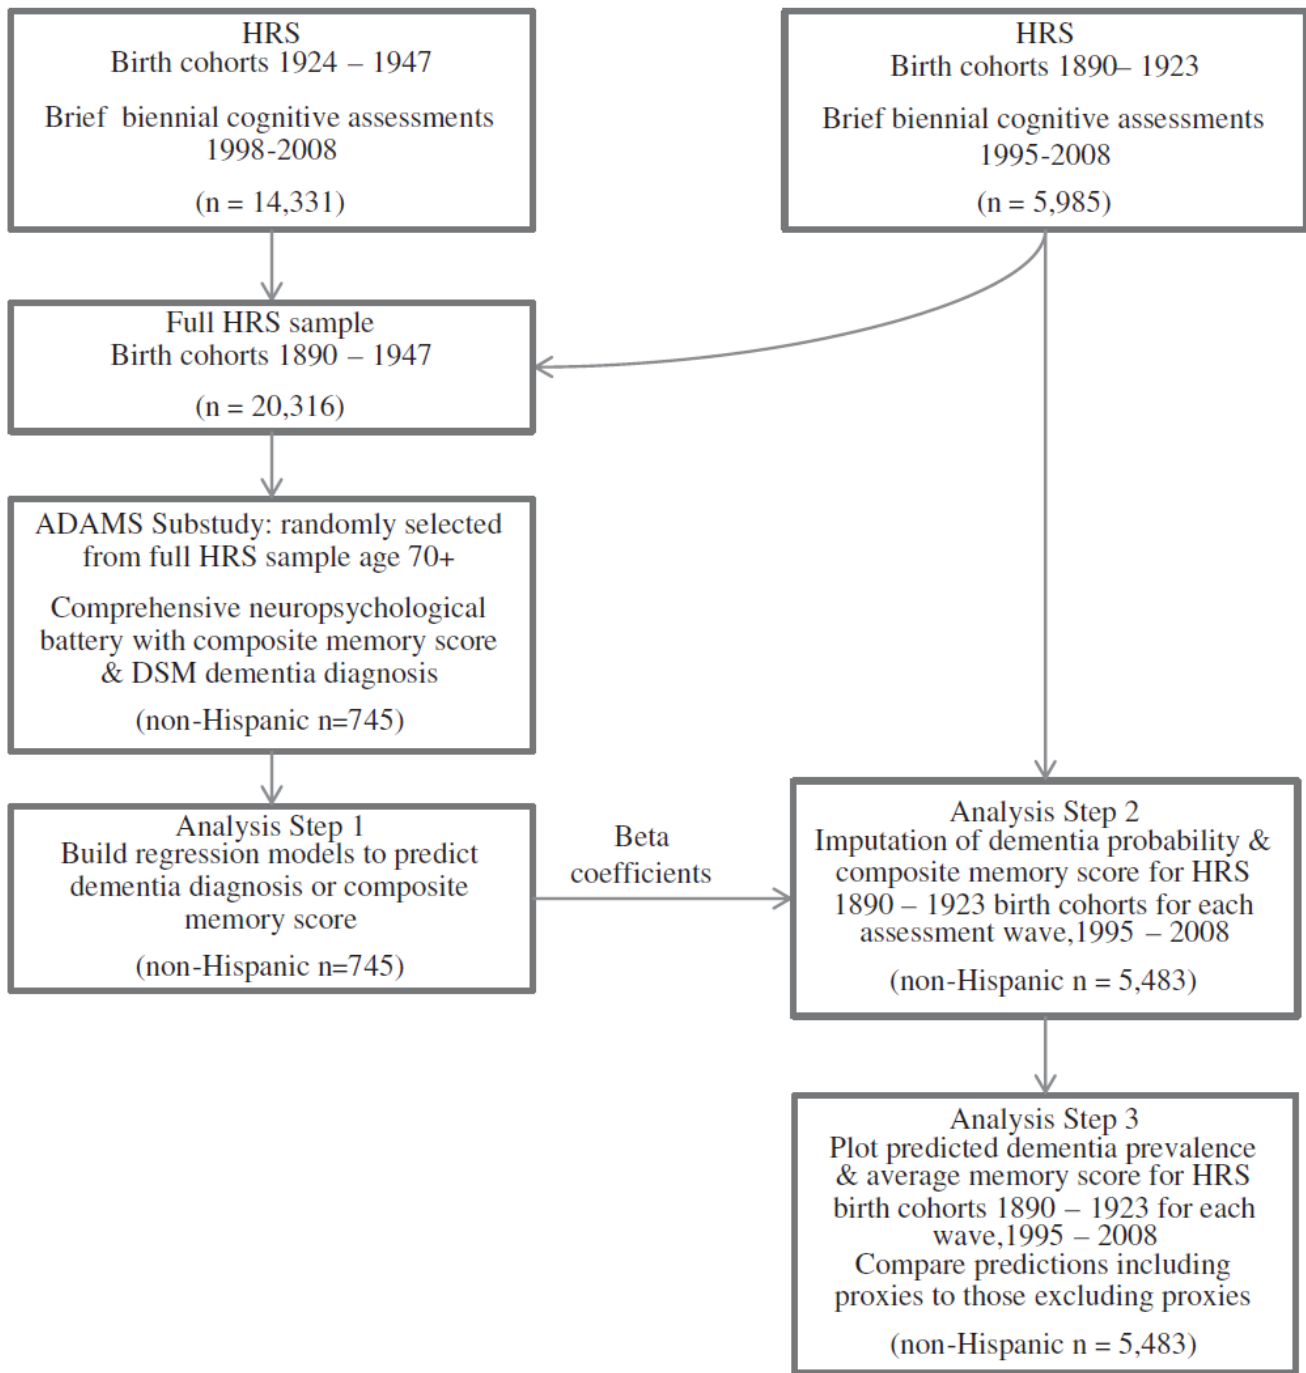 HRS
Birth cohorts 1924 – 1947
Brief biennial cognitive assessments
1998-2008
(n = 14,331)
HRS
Birth cohorts 1890– 1923
Brief biennial cognitive assessments
1995-2008
(n = 5,985)
Full HRS sample
Birth cohorts 1890 – 1947
(n = 20,316)
ADAMS Substudy: randomly selected
from full HRS sample age 70+
Comprehensive neuropsychological
battery with composite memory score
& DSM dementia diagnosis
(non-Hispanic n=745)
Analysis Step 1
Build regression models to predict
dementia diagnosis or composite
memory score
(non-Hispanic n=745)
Beta
coefficients
Analysis Step 2
Imputation of dementia probability &
composite memory score for HRS
1890 – 1923 birth cohorts for each
assessment wave,1995 – 2008
(non-Hispanic n = 5,483)
Analysis Step 3
Plot predicted dementia prevalence
& average memory score for HRS
birth cohorts 1890 – 1923 for each
wave,1995 – 2008
Compare predictions including
proxies to those excluding proxies
(non-Hispanic n = 5,483)